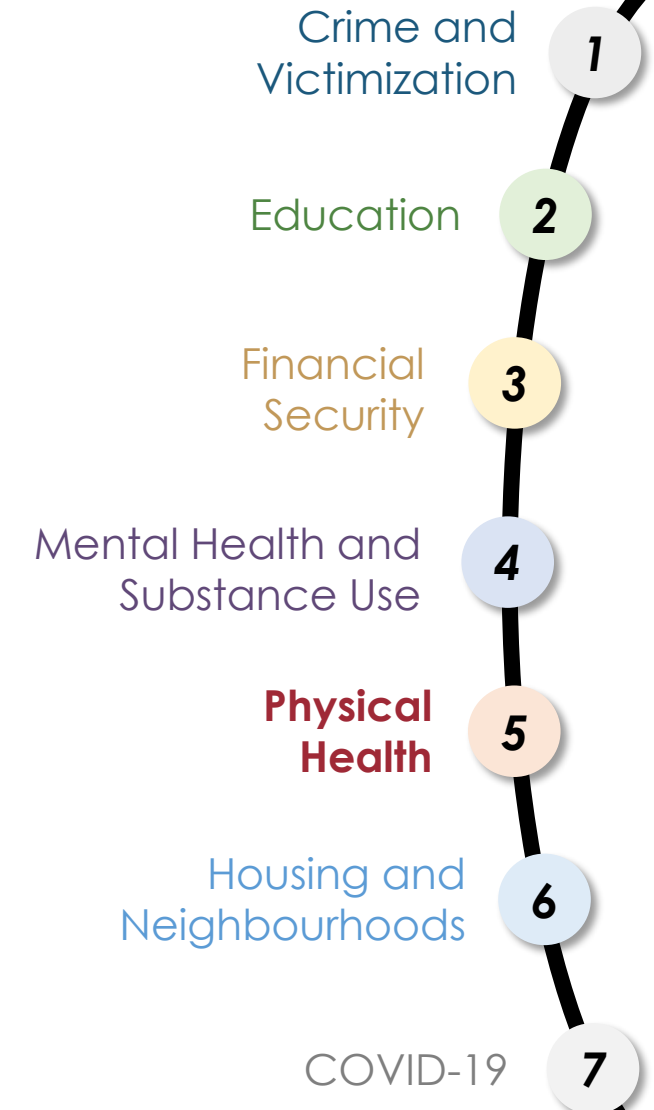 Crime and
Victimization
1
Education
2
Financial
Security
3
Mental Health and
Substance Use
4
Physical
Health
5
Housing and
Neighbourhoods
6
COVID-19
7